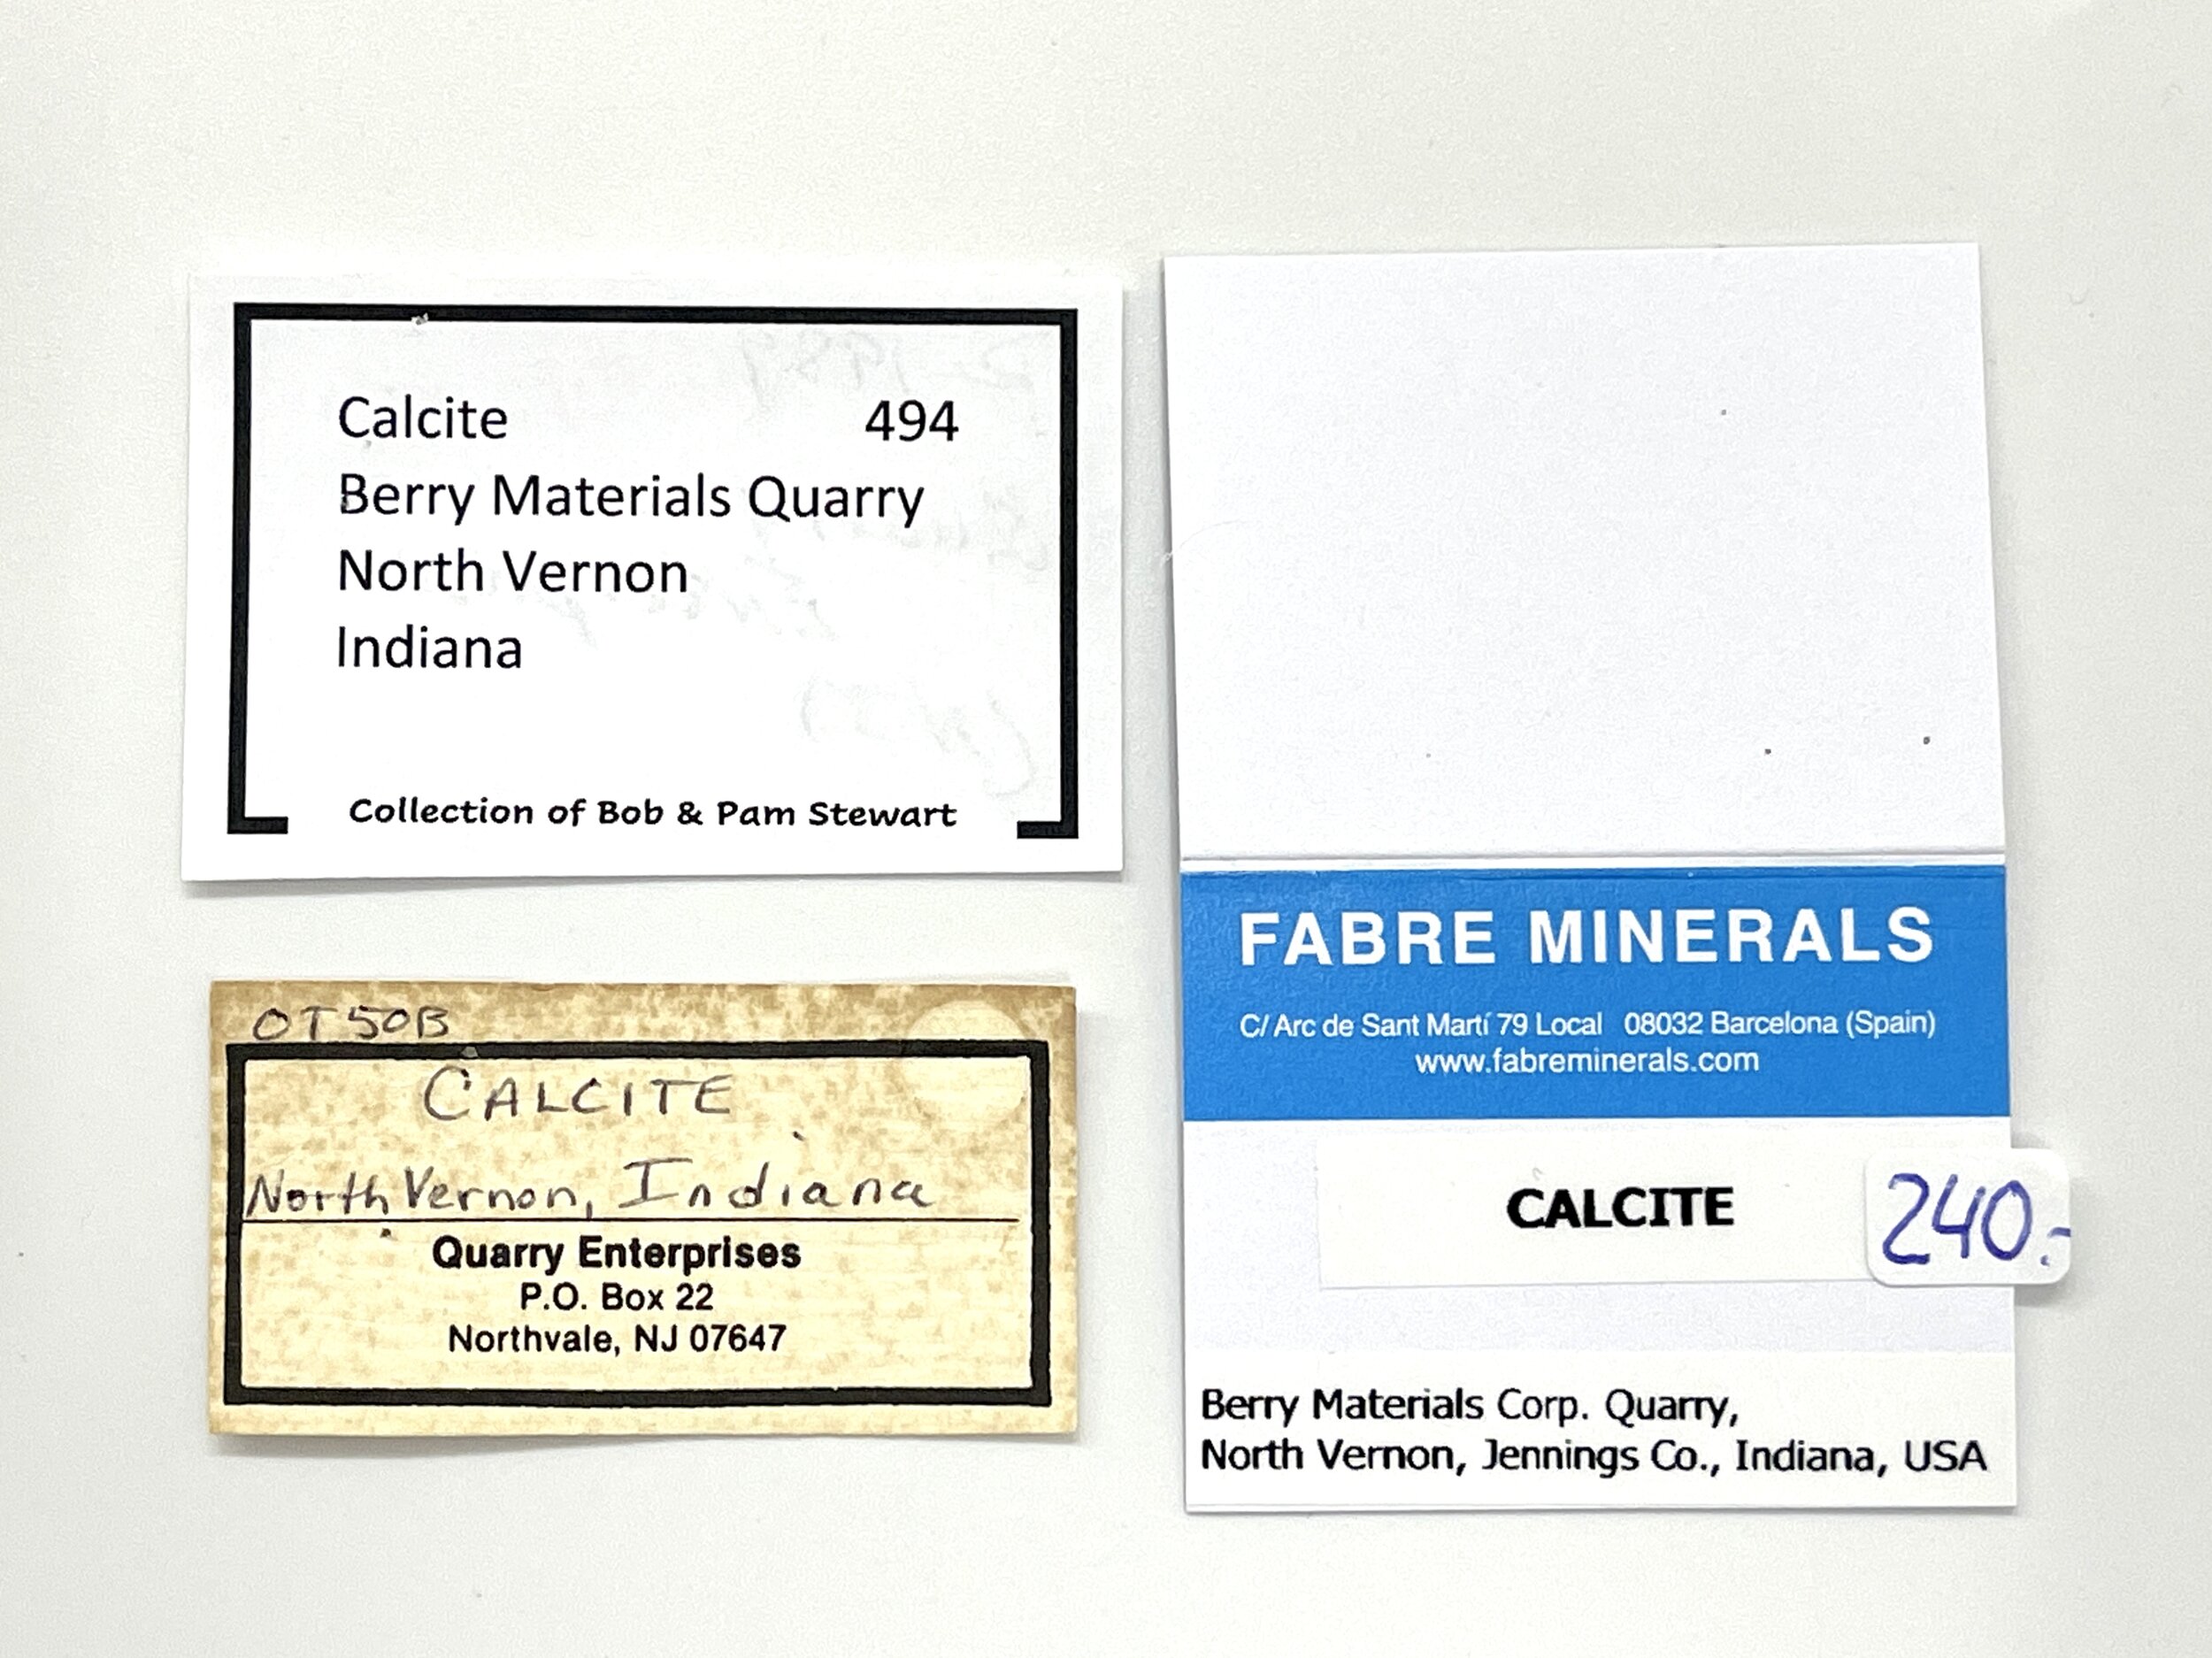 Calcite 494
Berry Materials Quarry
North Vernon
Indiana
Collection of Bob & Pam Stewart
OT50B
CALCITE
North Vernon, Indiana
Quarry Enterprises
P.O. Box 22
Northvale, NJ 07647
FABRE MINERALS
C/ Arc de Sant Martí 79 Local 08032 Barcelona (Spain)
www.fabreminerals.com
CALCITE
240.-
Berry Materials Corp. Quarry,
North Vernon, Jennings Co., Indiana, USA